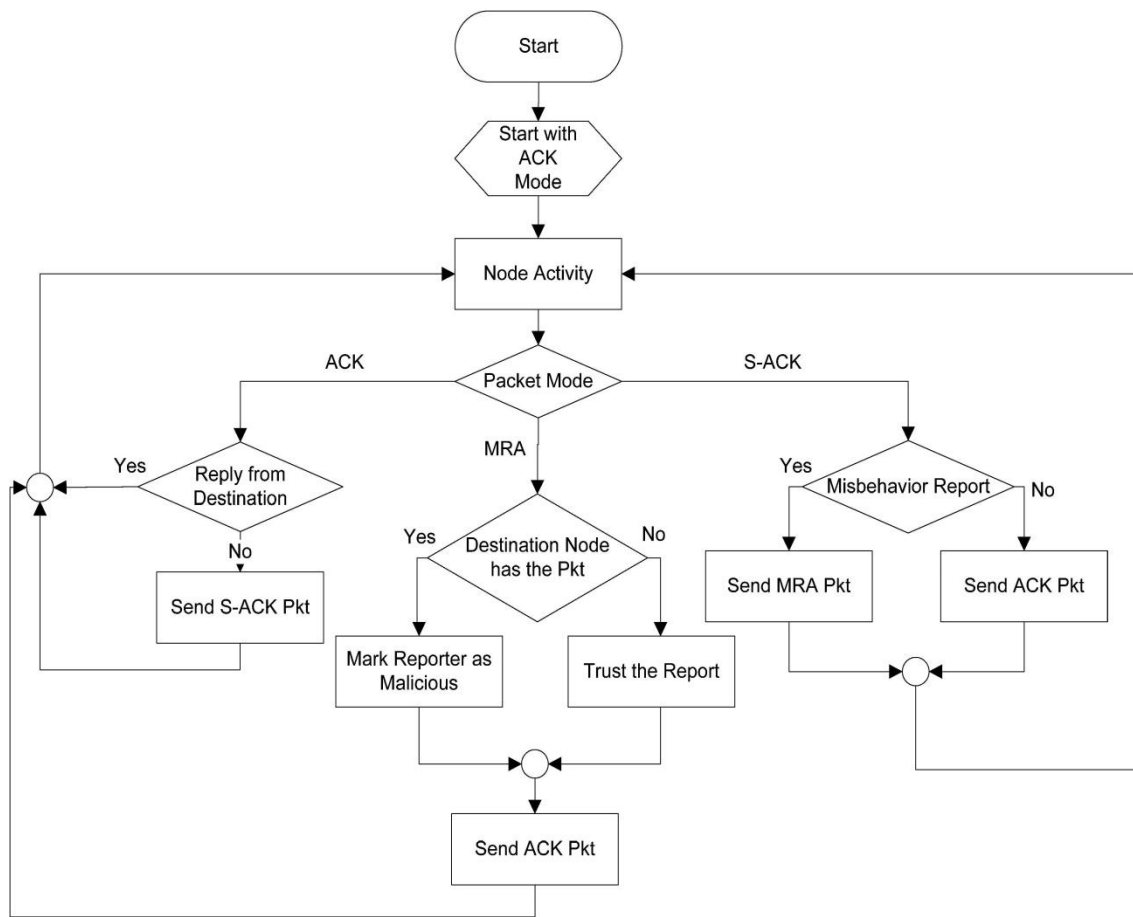 Start
Start with
ACK
Mode
Node Activity
ACK
Packet Mode
S-ACK
MRA
Yes
Reply from
Destination
No
Send S-ACK Pkt
Yes
Destination Node
has the Pkt
No
Mark Reporter as
Malicious
Trust the Report
Send ACK Pkt
Yes
Misbehavior Report
No
Send MRA Pkt
Send ACK Pkt